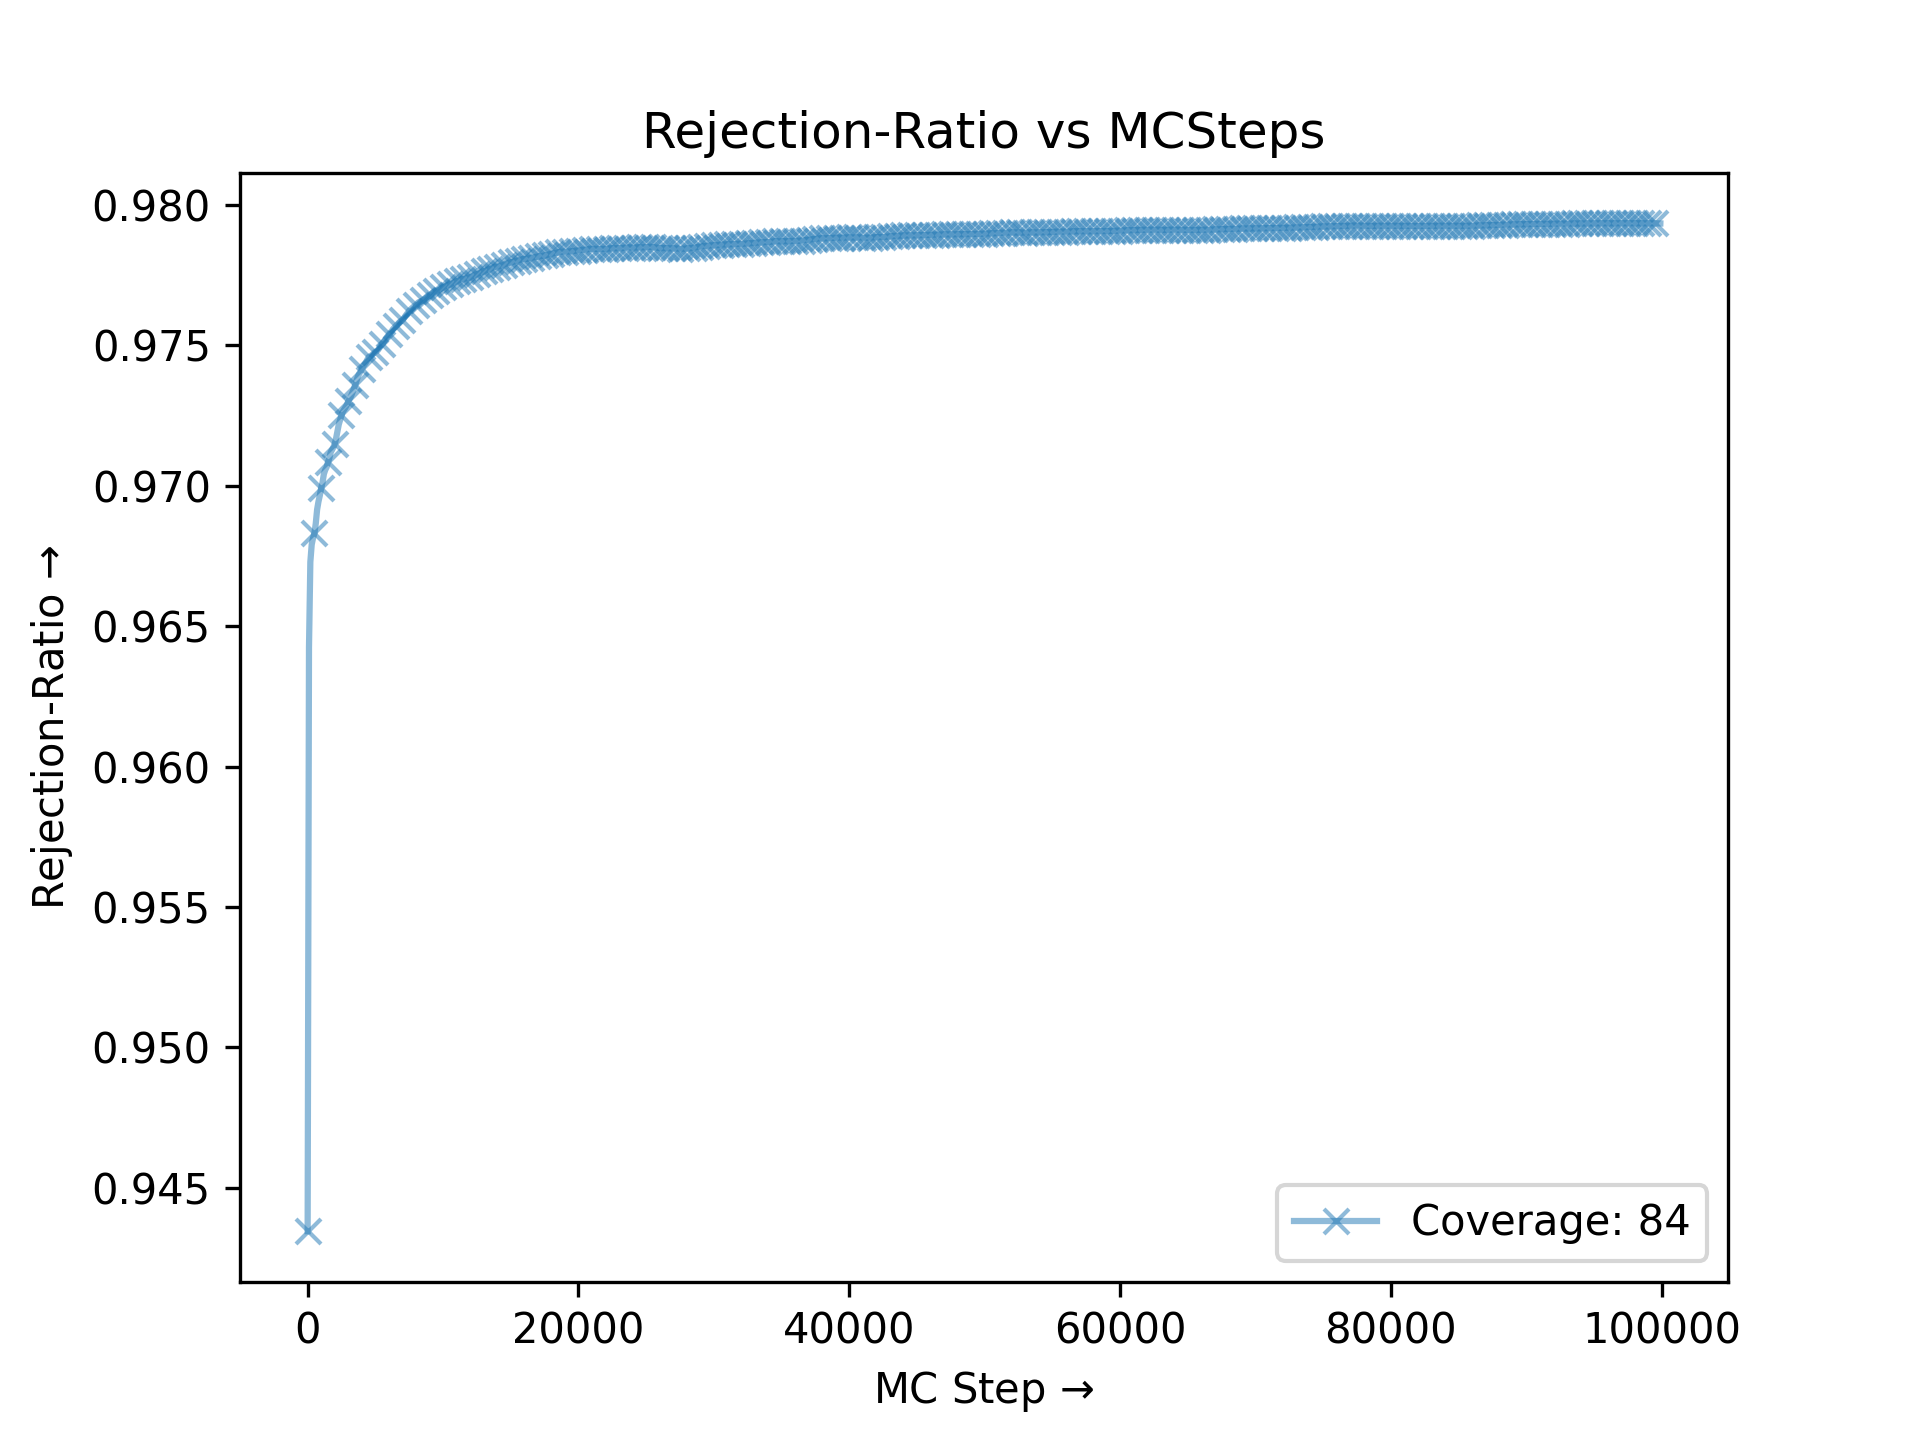 Rejection-Ratio vs MCSteps
0.980
0.975
0.970
0.965
0.960
0.955
0.950
0.945
Rejection-Ratio →
Coverage: 84
0 20000 40000 60000 80000 100000
MC Step →